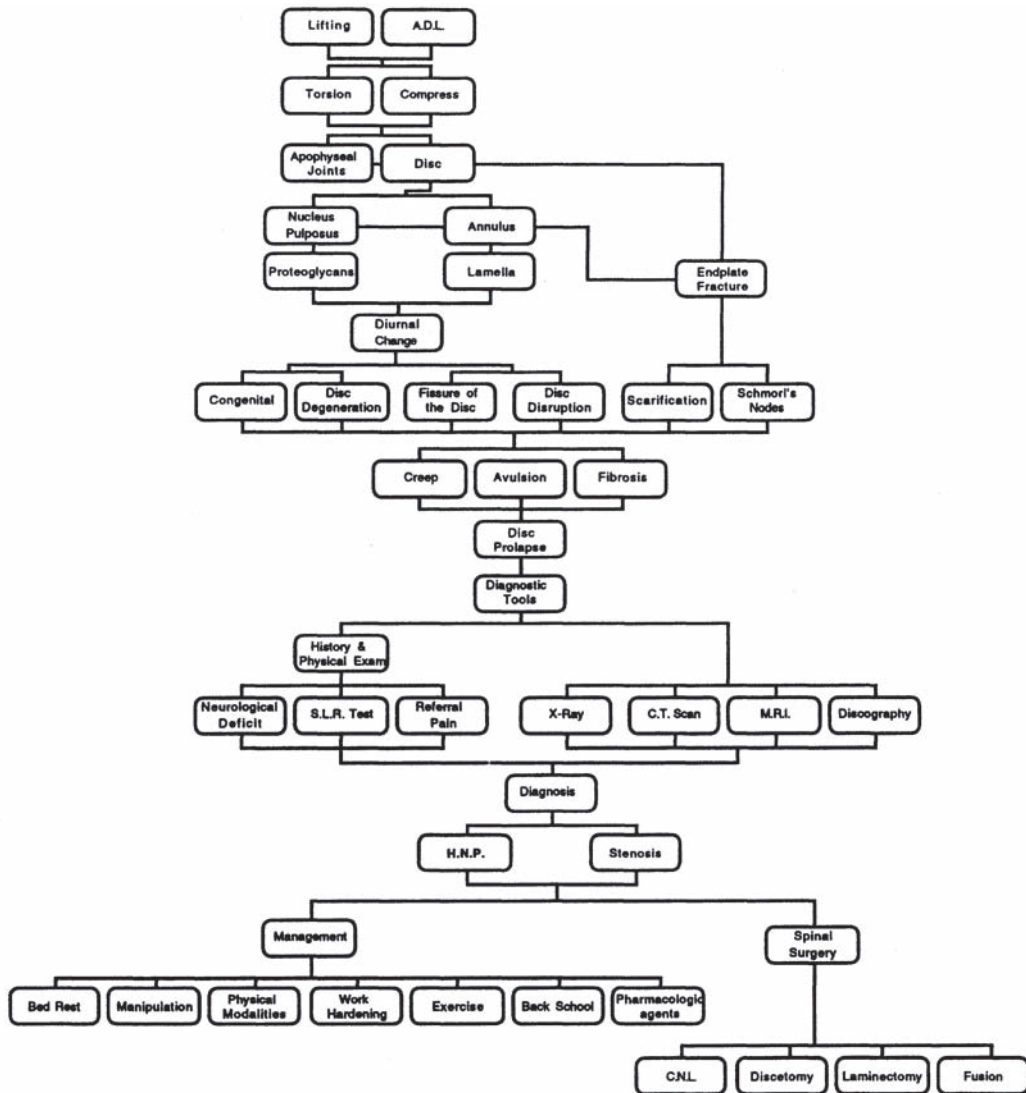 Lifting
A.D.L.
Torsion
Compress
Apophyseal
Joints
Disc
Nucleus
Pulposus
Annulus
Proteoglycans
Lamella
Endplate
Fracture
Diurnal
Change
Congenital
Disc
Degeneration
Fissure of
the Disc
Disc
Disruption
Scarification
Schmorl's
Nodes
Creep
Avulsion
Fibrosis
Disc
Prolapse
Diagnostic
Tools
History &
Physical Exam
Neurological
Deficit
S.L.R. Test
Referral
Pain
X-Ray
C.T. Scan
M.R.I.
Discography
Diagnosis
H.N.P.
Stenosis
Management
Spinal
Surgery
Bed Rest
Manipulation
Physical
Modalities
Work
Hardening
Exercise
Back School
Pharmacologic
agents
C.N.L.
Discetomy
Laminectomy
Fusion